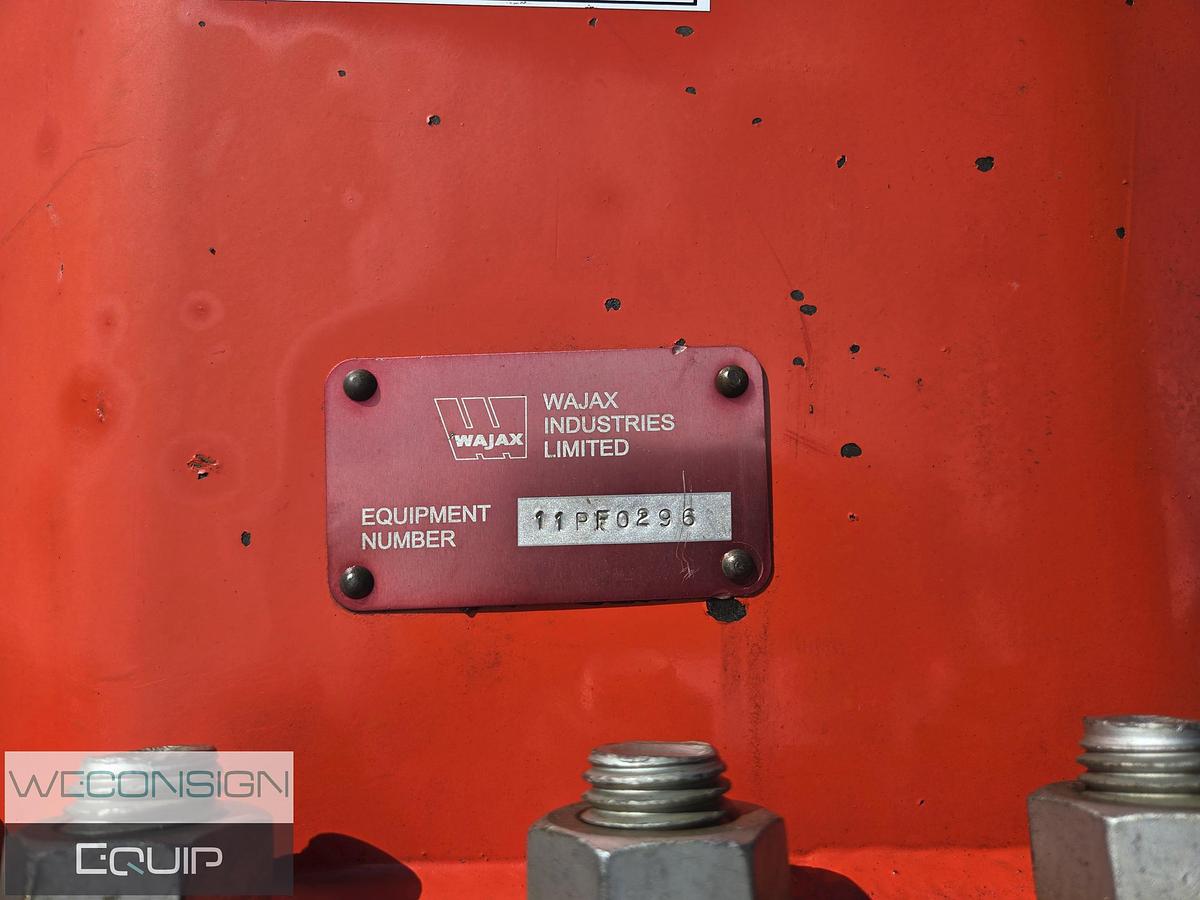 WAJAX
WAJAX
INDUSTRIES
LIMITED
EQUIPMENT
NUMBER
11PF0296
WECONSIGN
EQUIP